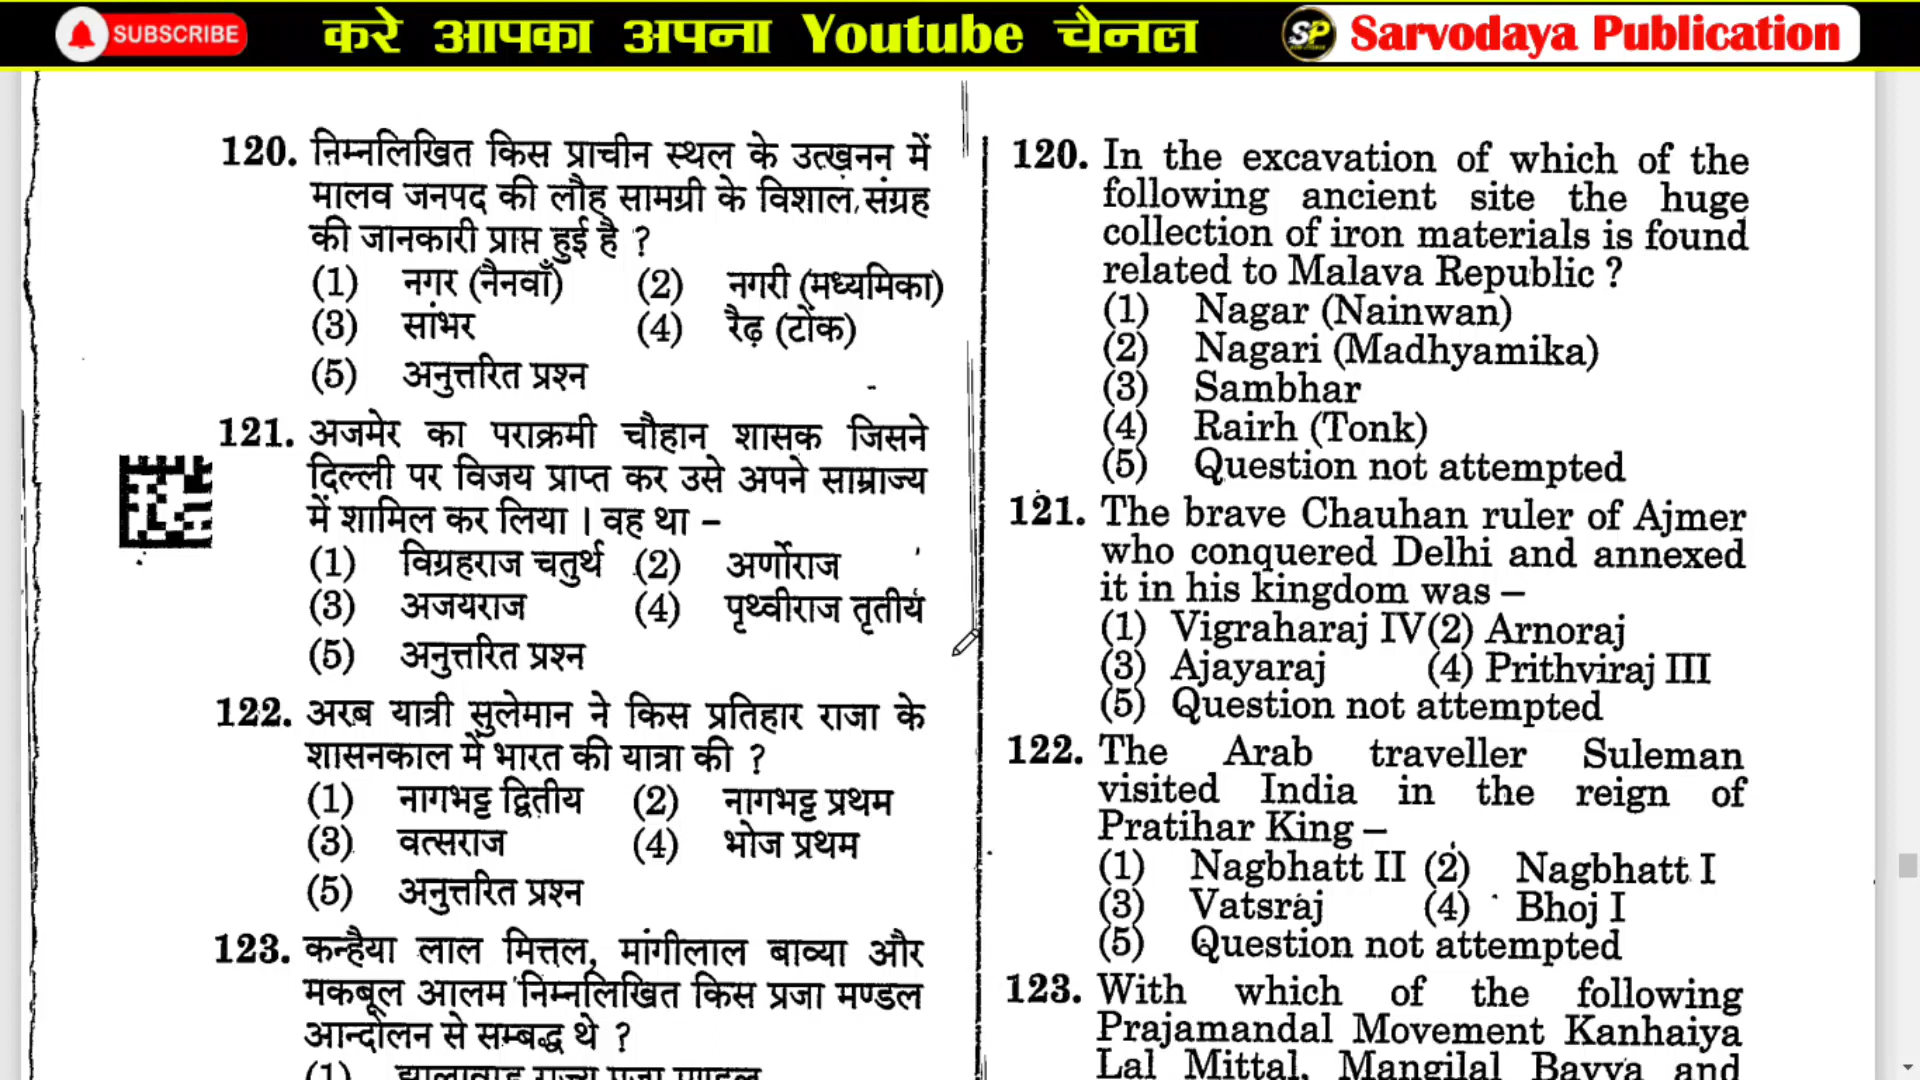 SUBSCRIBE करे आपका अपना Youtube चैनल SP Sarvodaya Publication
120. निम्नलिखित किस प्राचीन स्थल के उत्खनन में
मालव जनपद की लौह सामग्री के विशाल संग्रह
की जानकारी प्राप्त हुई है ?
(1) नगर (नैनवाँ) (2) नगरी (मध्यमिका)
(3) सांभर (4) रैढ़ (टोंक)
(5) अनुत्तरित प्रश्न
121. अजमेर का पराक्रमी चौहान शासक जिसने
दिल्ली पर विजय प्राप्त कर उसे अपने साम्राज्य
में शामिल कर लिया । वह था –
(1) विग्रहराज चतुर्थ (2) अर्णोराज
(3) अजयराज (4) पृथ्वीराज तृतीय
(5) अनुत्तरित प्रश्न
122. अरब यात्री सुलेमान ने किस प्रतिहार राजा के
शासनकाल में भारत की यात्रा की ?
(1) नागभट्ट द्वितीय (2) नागभट्ट प्रथम
(3) वत्सराज (4) भोज प्रथम
(5) अनुत्तरित प्रश्न
123. कन्हैया लाल मित्तल, मांगीलाल बाव्या और
मकबूल आलम निम्नलिखित किस प्रजा मण्डल
आन्दोलन से सम्बद्ध थे ?
(1) झालावाड़ राज्य प्रजा मण्डल
120. In the excavation of which of the
following ancient site the huge
collection of iron materials is found
related to Malava Republic ?
(1) Nagar (Nainwan)
(2) Nagari (Madhyamika)
(3) Sambhar
(4) Rairh (Tonk)
(5) Question not attempted
121. The brave Chauhan ruler of Ajmer
who conquered Delhi and annexed
it in his kingdom was –
(1) Vigraharaj IV (2) Arnoraj
(3) Ajayaraj (4) Prithviraj III
(5) Question not attempted
122. The Arab traveller Suleman
visited India in the reign of
Pratihar King –
(1) Nagbhatt II (2) Nagbhatt I
(3) Vatsraj (4) Bhoj I
(5) Question not attempted
123. With which of the following
Prajamandal Movement Kanhaiya
Lal Mittal, Mangilal Bavya and